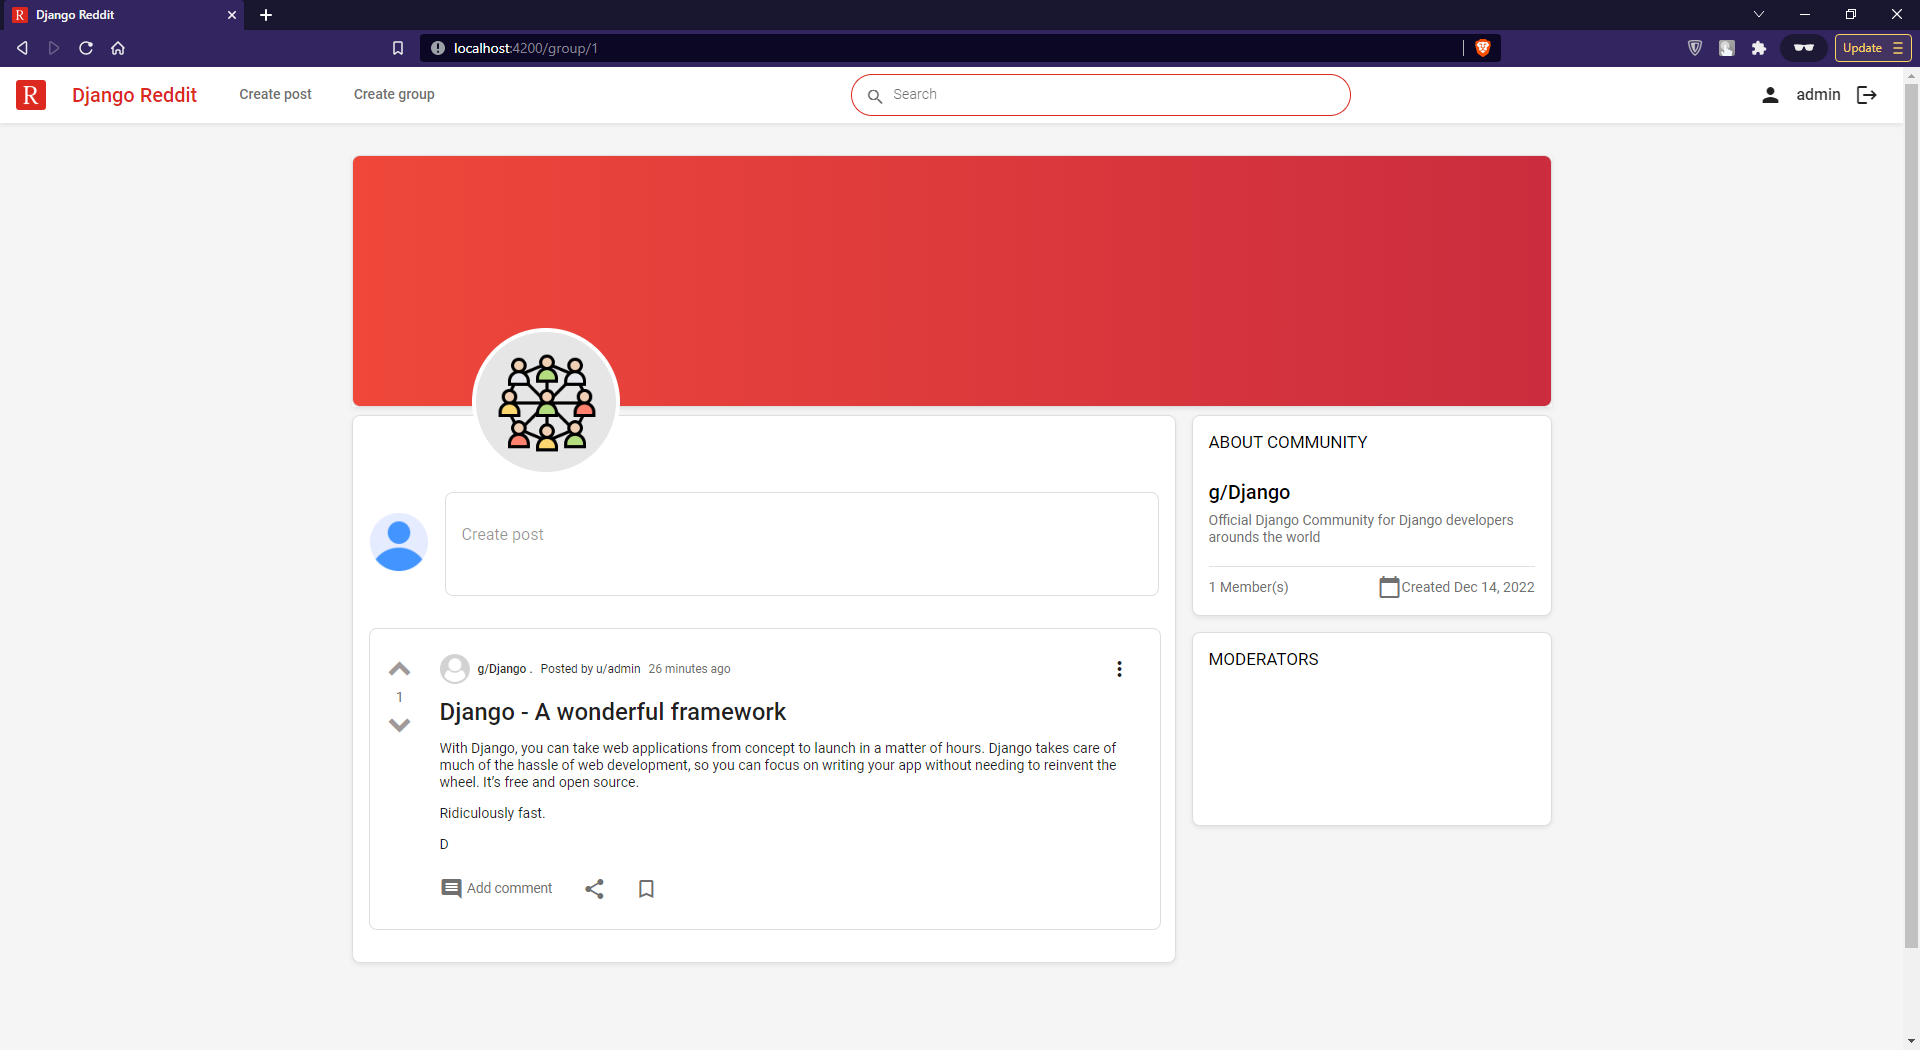 R Django Reddit
localhost:4200/group/1
Update
R Django Reddit Create post Create group Search admin
ABOUT COMMUNITY
g/Django
Official Django Community for Django developers
arounds the world
1 Member(s) Created Dec 14, 2022
MODERATORS
Create post
g/Django . Posted by u/admin 26 minutes ago
1
Django - A wonderful framework
With Django, you can take web applications from concept to launch in a matter of hours. Django takes care of
much of the hassle of web development, so you can focus on writing your app without needing to reinvent the
wheel. It's free and open source.
Ridiculously fast.
D
Add comment